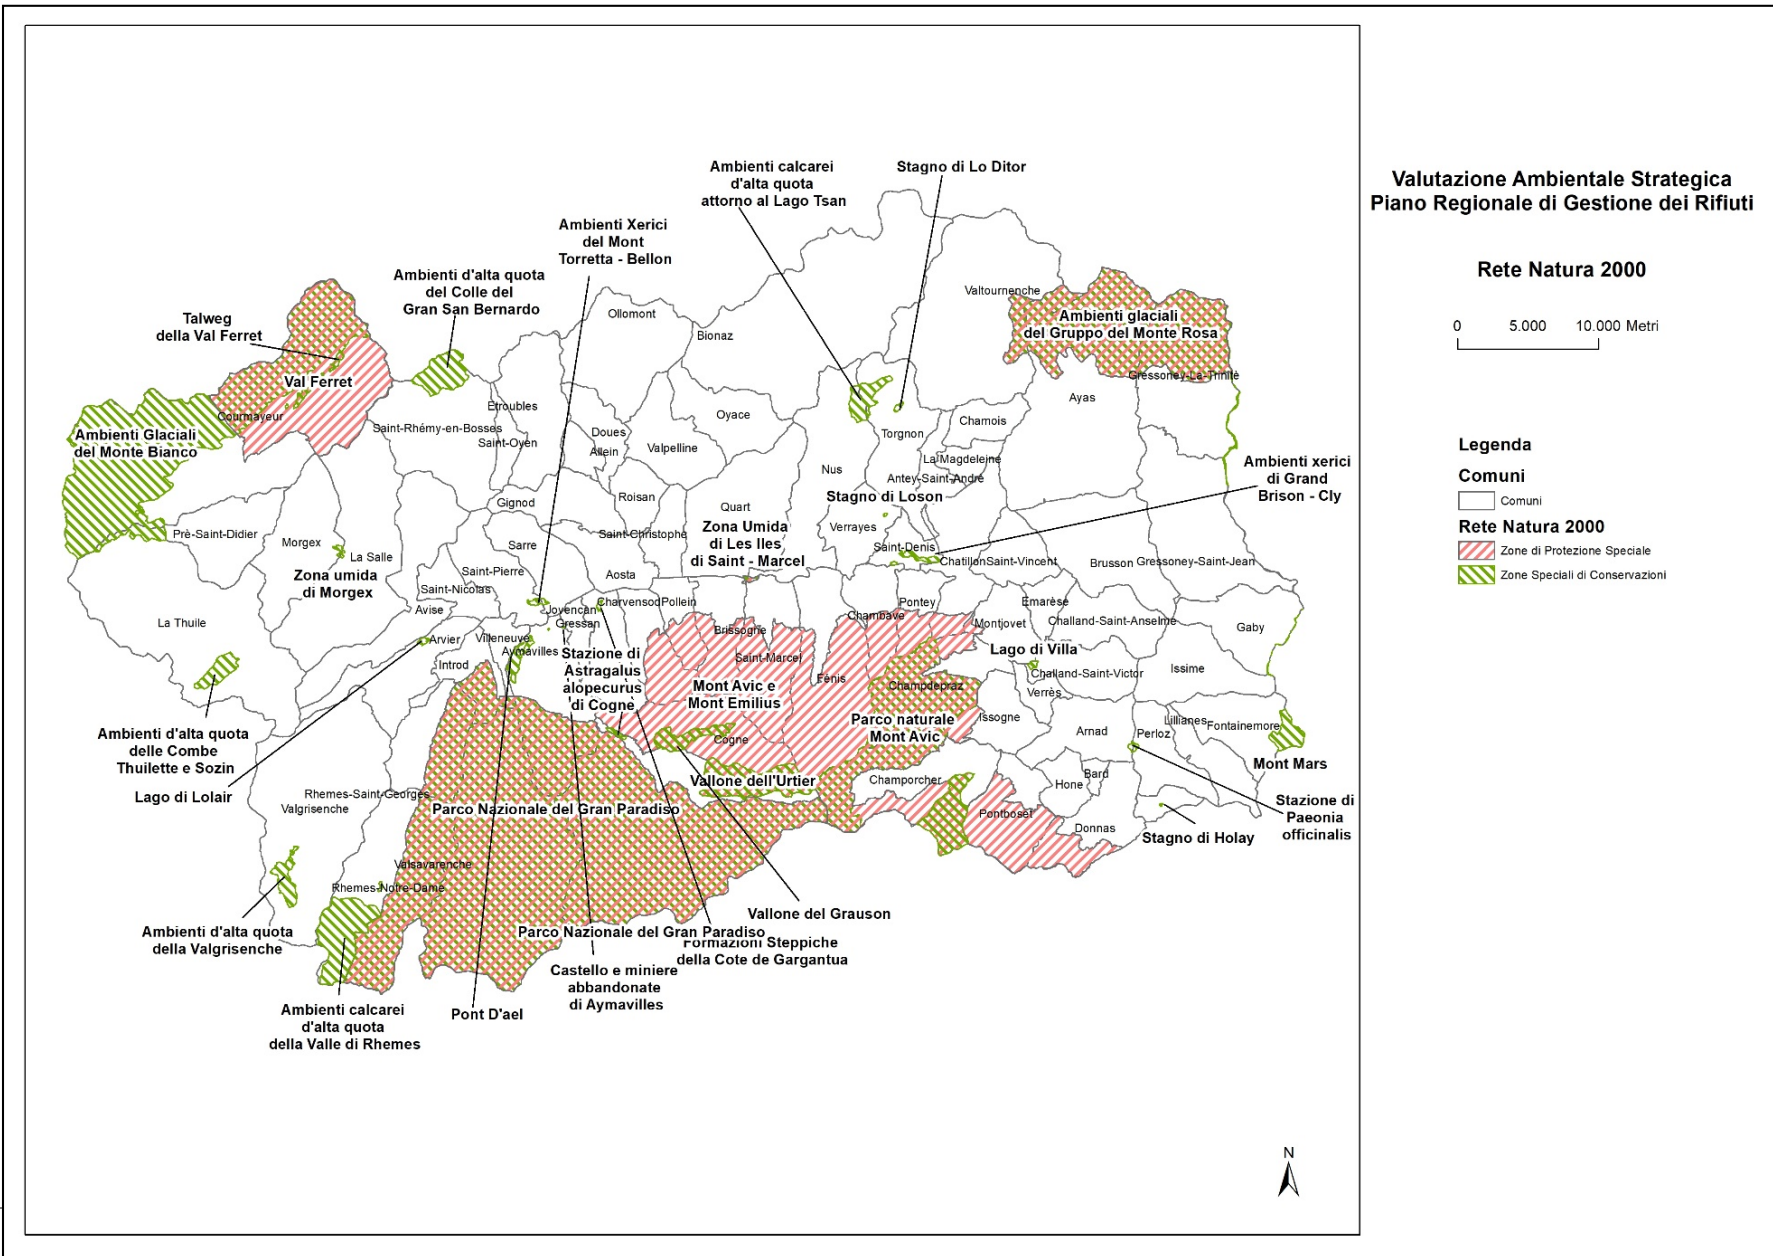 Valutazione Ambientale Strategica
Piano Regionale di Gestione dei Rifiuti
Rete Natura 2000
0 5.000 10.000 Metri
Legenda
Comuni
Comuni
Rete Natura 2000
Zone di Protezione Speciale
Zone Speciali di Conservazioni
Ambienti calcarei
d'alta quota
attorno al Lago Tsan
Stagno di Lo Ditor
Ambienti Xerici
del Mont
Torretta - Bellon
Ambienti d'alta quota
del Colle del
Gran San Bernardo
Talweg
della Val Ferret
Val Ferret
Courmayeur
Ambienti Glaciali
del Monte Bianco
Ollomont
Bionaz
Valtournenche
Ambienti glaciali
del Gruppo del Monte Rosa
Gressoney-La-Trinité
Ayas
Etroubles
Saint-Rhémy-en-Bosses
Saint-Oyen
Doues
Allein
Valpelline
Oyace
Torgnon
Chamois
La Magdeleine
Antey-Saint-André
Nus
Stagno di Loson
Ambienti xerici
di Grand
Brison - Cly
Gignod
Roisan
Quart
Verrayes
Prè-Saint-Didier
Morgex
La Salle
Zona umida
di Morgex
Sarre
Saint-Christophe
Zona Umida
di Les Iles
di Saint - Marcel
Saint-Denis
Chatillon
Saint-Vincent
Brusson
Gressoney-Saint-Jean
Saint-Pierre
Saint-Nicolas
Aosta
Avise
Jovencan
Gressan
Charvensod
Pollein
Pontey
Chambave
Emarèse
Montjovet
Challand-Saint-Anselme
Gaby
La Thuile
Arvier
Villeneuve
Aymavilles
Introd
Brissogne
Saint-Marcel
Fénis
Lago di Villa
Challand-Saint-Victor
Issime
Stazione di
Astragalus
alopecurus
di Cogne
Mont Avic e
Mont Emilius
Champdepraz
Verrès
Parco naturale
Mont Avic
Issogne
Arnad
Perloz
Lillianes
Fontainemore
Ambienti d'alta quota
delle Combe
Thuilette e Sozin
Lago di Lolair
Cogne
Vallone dell'Urtier
Champorcher
Hone
Bard
Mont Mars
Rhemes-Saint-Georges
Valgrisenche
Parco Nazionale del Gran Paradiso
Pontboset
Donnas
Stagno di Holay
Stazione di
Paeonia
officinalis
Valsavarenche
Rhemes-Notre-Dame
Ambienti d'alta quota
della Valgrisenche
Vallone del Grauson
Parco Nazionale del Gran Paradiso
Formazioni Steppiche
della Cote de Gargantua
Castello e miniere
abbandonate
di Aymavilles
Pont D'ael
Ambienti calcarei
d'alta quota
della Valle di Rhemes
N